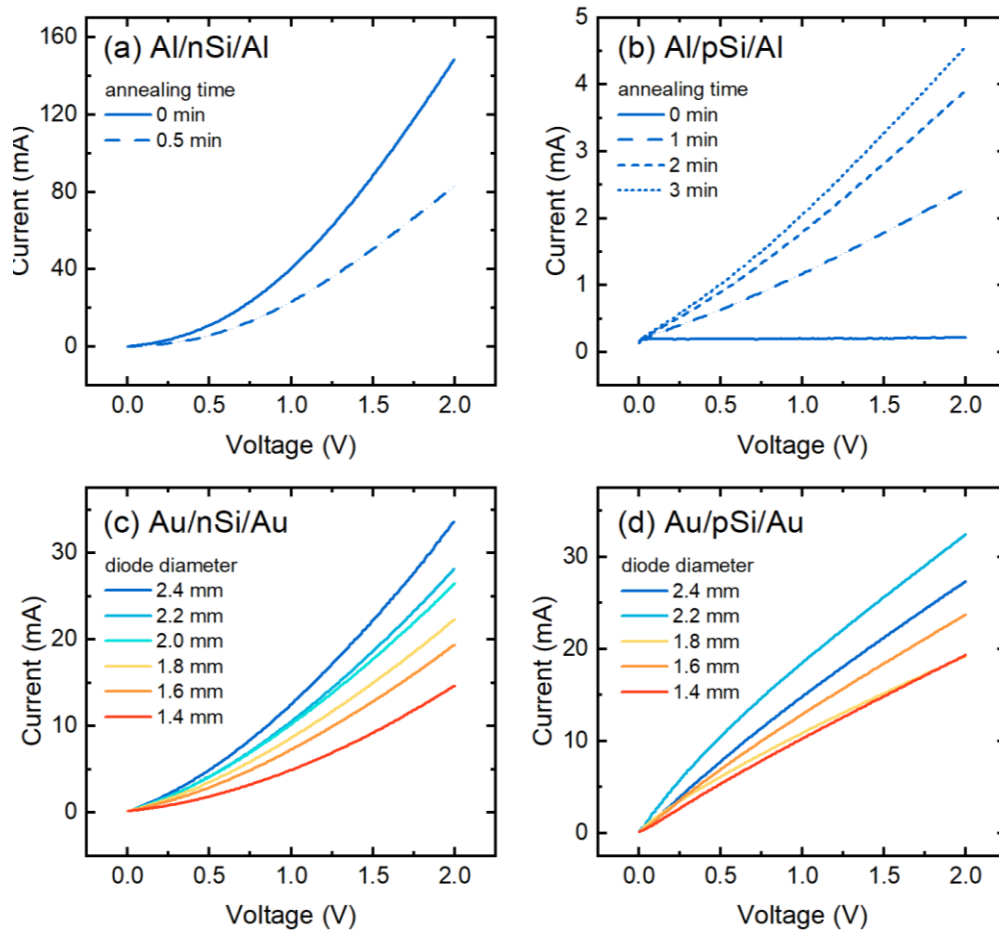 (a) Al/nSi/Al
annealing time
0 min
0.5 min
160
120
80
40
0
Current (mA)
0.0 0.5 1.0 1.5 2.0
Voltage (V)
(b) Al/pSi/Al
annealing time
0 min
1 min
2 min
3 min
5
4
3
2
1
0
Current (mA)
0.0 0.5 1.0 1.5 2.0
Voltage (V)
(c) Au/nSi/Au
diode diameter
2.4 mm
2.2 mm
2.0 mm
1.8 mm
1.6 mm
1.4 mm
30
20
10
0
Current (mA)
0.0 0.5 1.0 1.5 2.0
Voltage (V)
(d) Au/pSi/Au
diode diameter
2.4 mm
2.2 mm
1.8 mm
1.6 mm
1.4 mm
30
20
10
0
Current (mA)
0.0 0.5 1.0 1.5 2.0
Voltage (V)